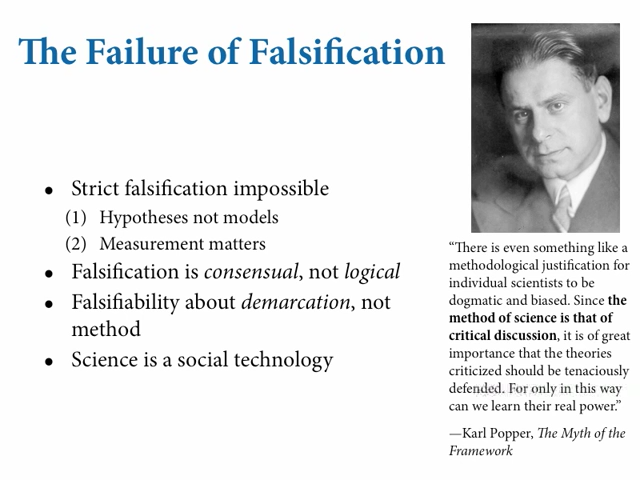 The Failure of Falsification
• Strict falsification impossible
(1) Hypotheses not models
(2) Measurement matters
• Falsification is consensual, not logical
• Falsifiability about demarcation, not
method
• Science is a social technology
“There is even something like a
methodological justification for
individual scientists to be
dogmatic and biased. Since the
method of science is that of
critical discussion, it is of great
importance that the theories
criticized should be tenaciously
defended. For only in this way
can we learn their real power.”
—Karl Popper, The Myth of the
Framework